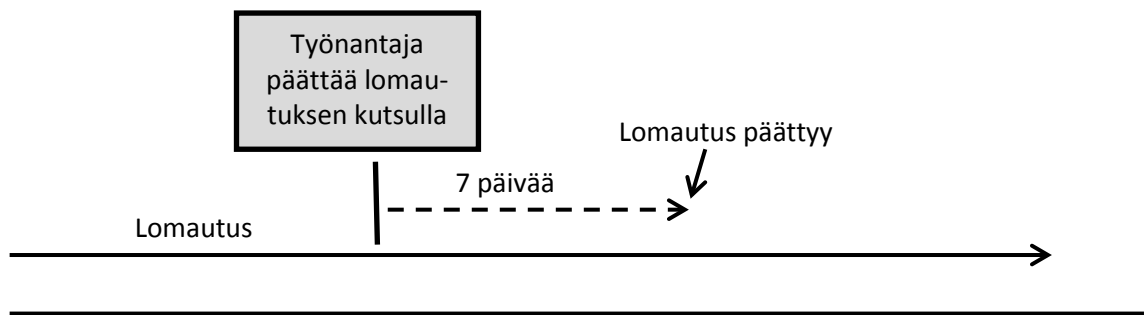 Työnantaja
päättää lomau-
tuksen kutsulla
Lomautus päättyy
7 päivää
Lomautus